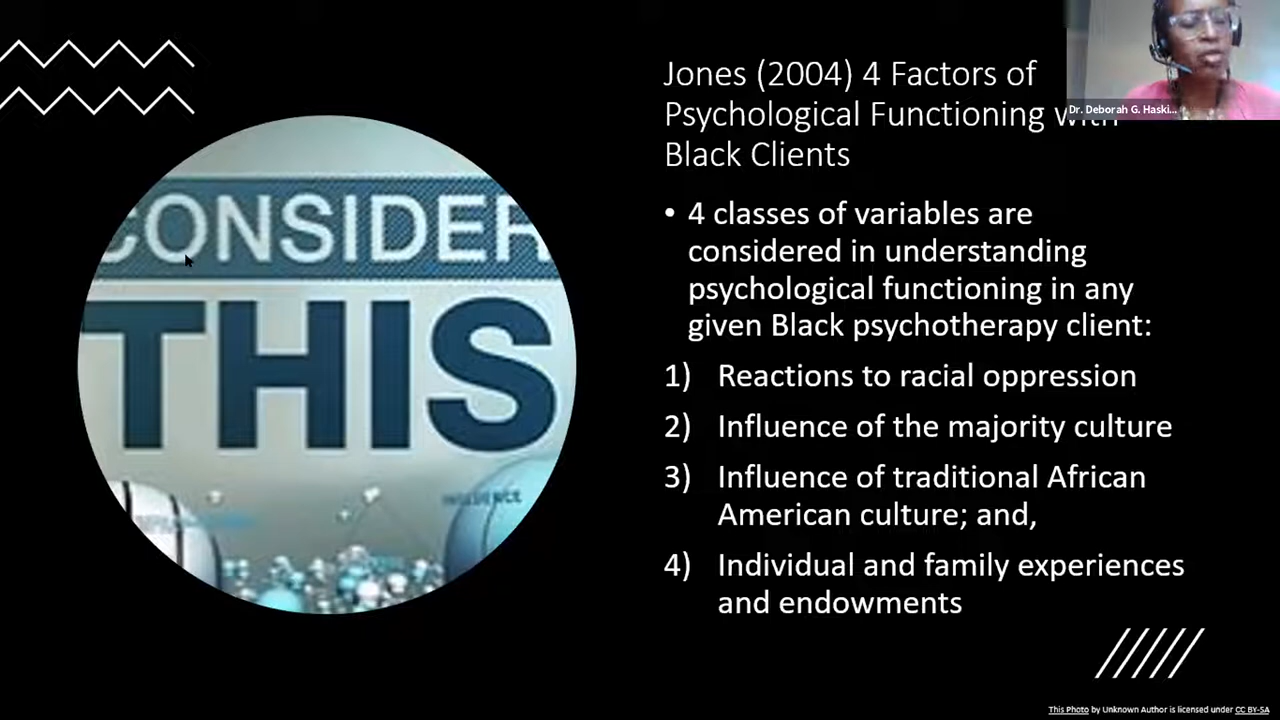 Jones (2004) 4 Factors of
Psychological Functioning with
Black Clients
Dr. Deborah G. Haski...
CONSIDER
THIS
• 4 classes of variables are
considered in understanding
psychological functioning in any
given Black psychotherapy client:
1) Reactions to racial oppression
2) Influence of the majority culture
3) Influence of traditional African
American culture; and,
4) Individual and family experiences
and endowments
This Photo by Unknown Author is licensed under CC BY-SA